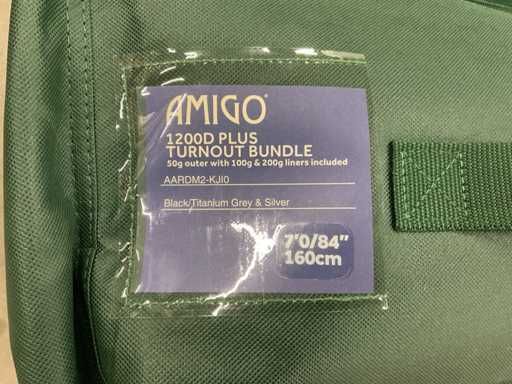 AMIGO®
1200D PLUS
TURNOUT BUNDLE
50g outer with 100g & 200g liners included
AARDM2-KJI0
Black/Titanium Grey & Silver
7'0/84"
160cm